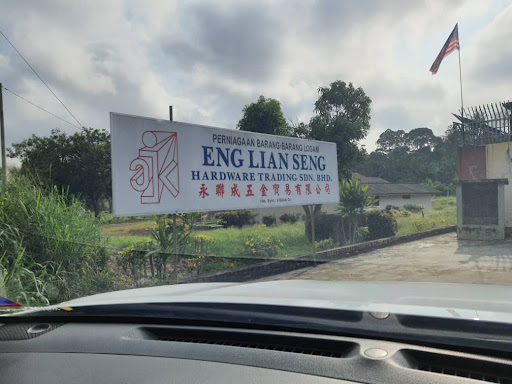 PERNIAGAAN BARANG-BARANG LOGAM
ENG LIAN SENG
HARDWARE TRADING SDN. BHD.
永聯成五金貿易有限公司